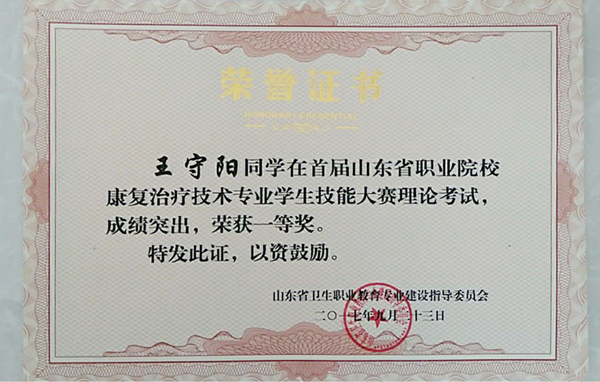 荣誉证书
HONORARY CREDENTIAL
王守阳同学在首届山东省职业院校
康复治疗技术专业学生技能大赛理论考试，
成绩突出，荣获一等奖。
特发此证，以资鼓励。
山东省卫生职业教育专业建设指导委员会
二〇一七年九月二十三日